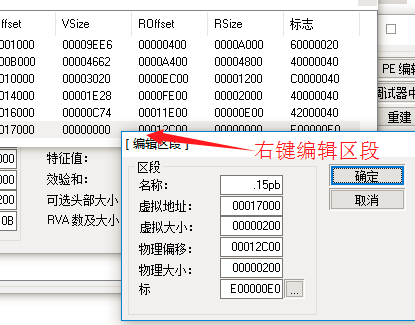 ffset VSize ROffset RSize 标志
001000 00009EE6 00000400 0000A000 60000020
00B000 00004662 0000A400 00004800 40000040
010000 00003020 0000EC00 00001200 C0000040
014000 00001E28 0000FE00 00002000 40000040
016000 00000C74 00011E00 00000E00 42000040
017000 00000000 00012C00 00000000 E00000E0
PE 编辑
调试器中
重建
右键编辑区段
[ 编辑区段 ]
000 特征值：
000 效验和：
200 可选头部大小
0B RVA 数及大小
区段
名称： .15pb
虚拟地址： 00017000
虚拟大小： 00000200
物理偏移： 00012C00
物理大小： 00000200
标 E00000E0 ...
确定
取消